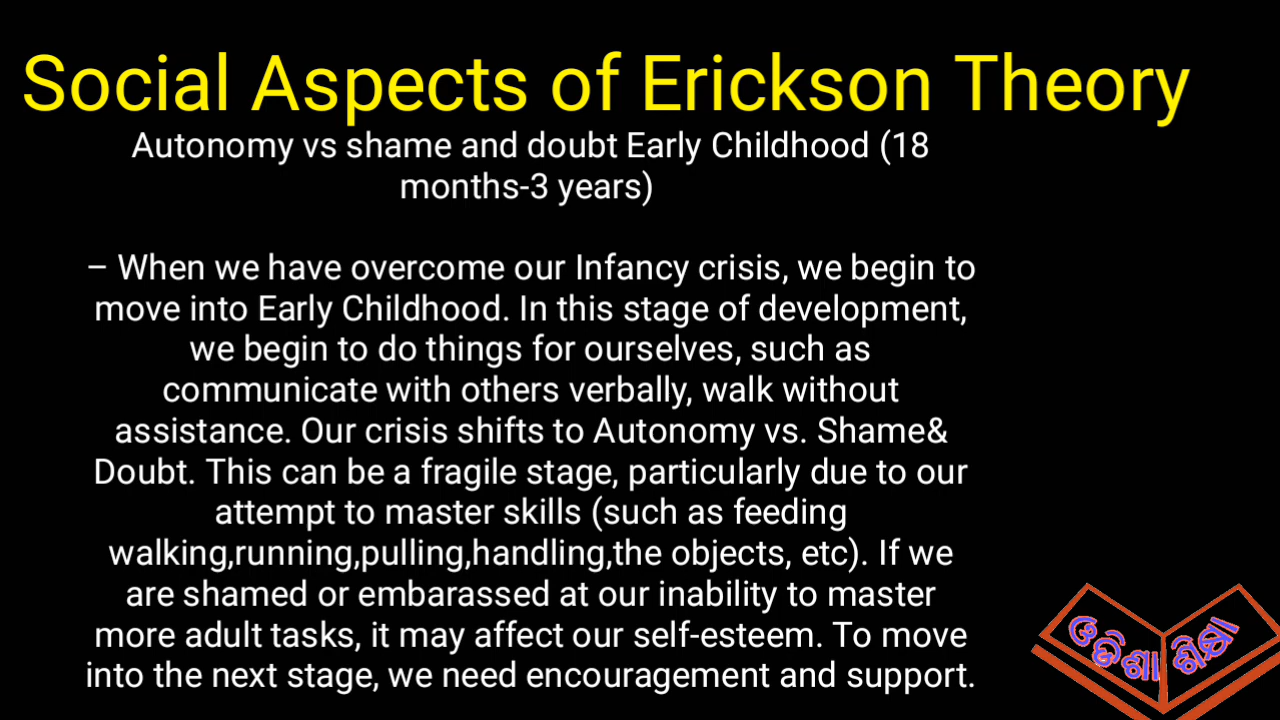 Social Aspects of Erickson Theory
Autonomy vs shame and doubt Early Childhood (18
months-3 years)
– When we have overcome our Infancy crisis, we begin to
move into Early Childhood. In this stage of development,
we begin to do things for ourselves, such as
communicate with others verbally, walk without
assistance. Our crisis shifts to Autonomy vs. Shame&
Doubt. This can be a fragile stage, particularly due to our
attempt to master skills (such as feeding
walking,running,pulling,handling,the objects, etc). If we
are shamed or embarassed at our inability to master
more adult tasks, it may affect our self-esteem. To move
into the next stage, we need encouragement and support.
ଓଡିଶା ଶିକ୍ଷା